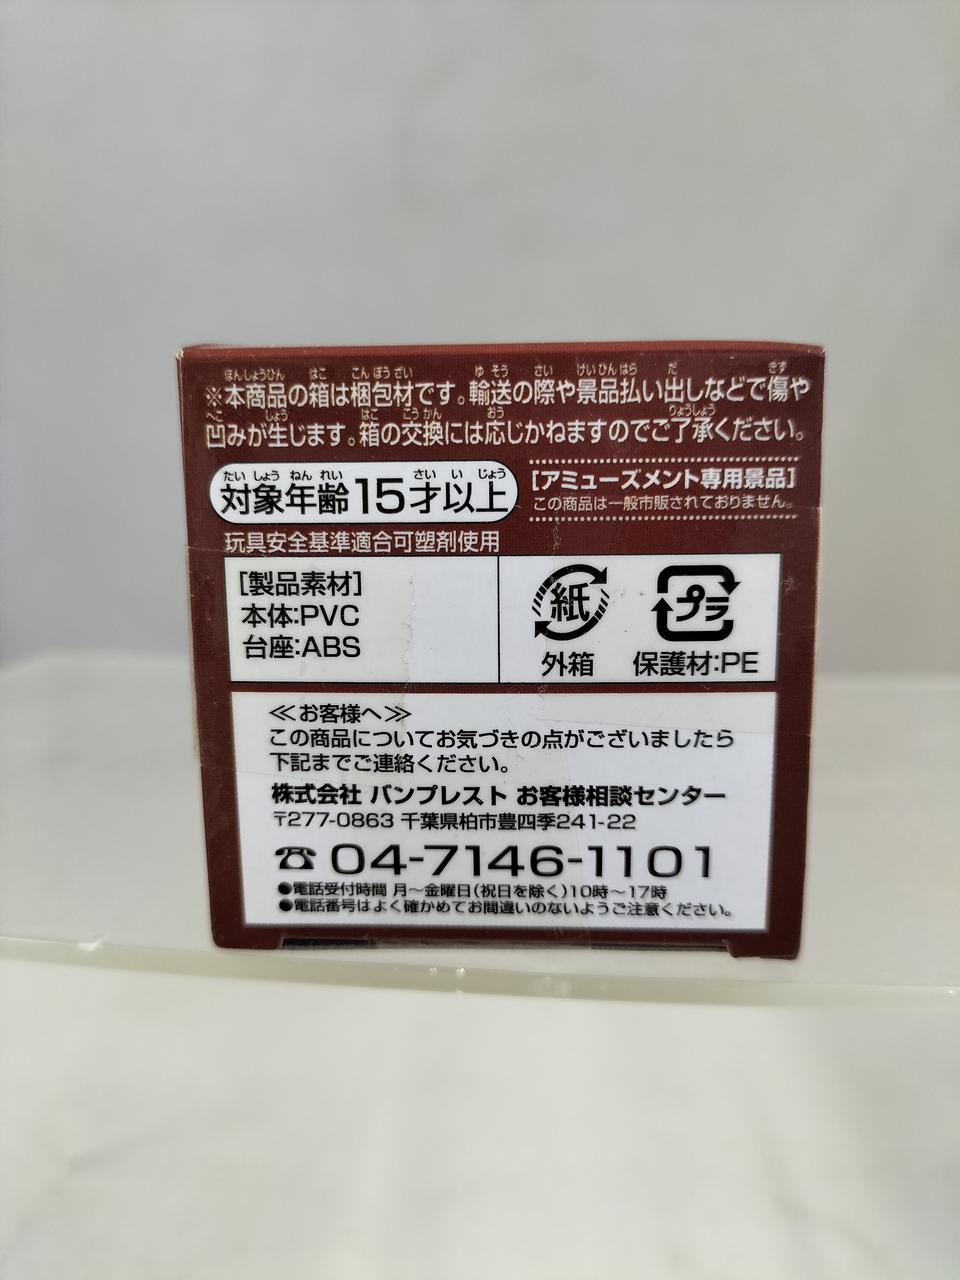 ※本商品の箱は梱包材です。輸送の際や景品払い出しなどで傷や
凹みが生じます。箱の交換には応じかねますのでご了承ください。
対象年齢15才以上
[アミューズメント専用景品]
この商品は一般市販されておりません。
玩具安全基準適合可塑剤使用
[製品素材]
本体:PVC
台座:ABS
紙
外箱
プラ
保護材:PE
≪お客様へ≫
この商品についてお気づきの点がございましたら
下記までご連絡ください。
株式会社 バンプレスト お客様相談センター
〒277-0863 千葉県柏市豊四季241-22
☎04-7146-1101
●電話受付時間 月～金曜日(祝日を除く)10時～17時
●電話番号はよく確かめてお間違いのないようご注意ください。